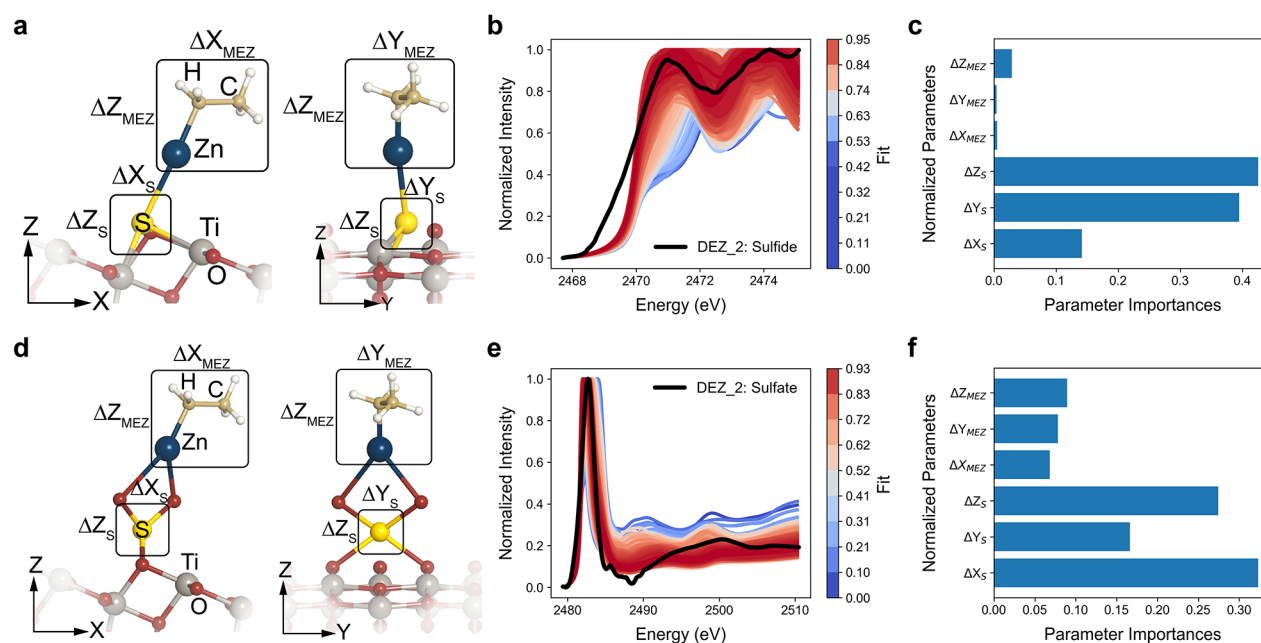 a
ΔX_MEZ
H
C
ΔZ_MEZ
Zn
ΔX_S
ΔZ_S
S
Ti
O
Z
X
ΔY_MEZ
ΔZ_MEZ
ΔY_S
ΔZ_S
Z
Y
b
Normalized Intensity
1.0
0.8
0.6
0.4
0.2
0.0
2468
2470
2472
2474
Energy (eV)
DEZ_2: Sulfide
0.95
0.84
0.74
0.63
0.53
0.42
0.32
0.21
0.11
0.00
Fit
c
Normalized Parameters
ΔZ_MEZ
ΔY_MEZ
ΔX_MEZ
ΔZ_S
ΔY_S
ΔX_S
0.0
0.1
0.2
0.3
0.4
Parameter Importances
d
ΔX_MEZ
H
C
ΔZ_MEZ
Zn
ΔX_S
ΔZ_S
S
Ti
O
Z
X
ΔY_MEZ
ΔZ_MEZ
ΔY_S
ΔZ_S
Z
Y
e
Normalized Intensity
1.0
0.8
0.6
0.4
0.2
0.0
2480
2490
2500
2510
Energy (eV)
DEZ_2: Sulfate
0.93
0.83
0.72
0.62
0.52
0.41
0.31
0.21
0.10
0.00
Fit
f
Normalized Parameters
ΔZ_MEZ
ΔY_MEZ
ΔX_MEZ
ΔZ_S
ΔY_S
ΔX_S
0.00
0.05
0.10
0.15
0.20
0.25
0.30
Parameter Importances